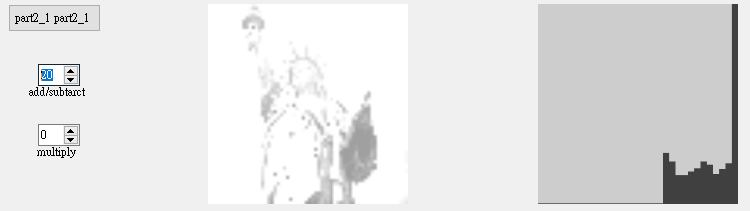 part2_1 part2_1
20
add/subtarct
0
multiply